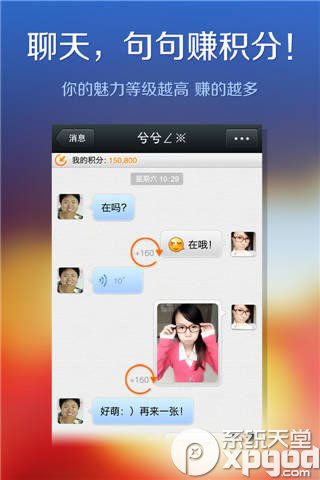 聊天，句句赚积分！
你的魅力等级越高 赚的越多
消息
兮兮∠※
我的积分：150,800
星期六 10:29
在吗？
+160
在哦！
10"
+160
好萌：）再来一张！
系统天堂
xpgod
.com